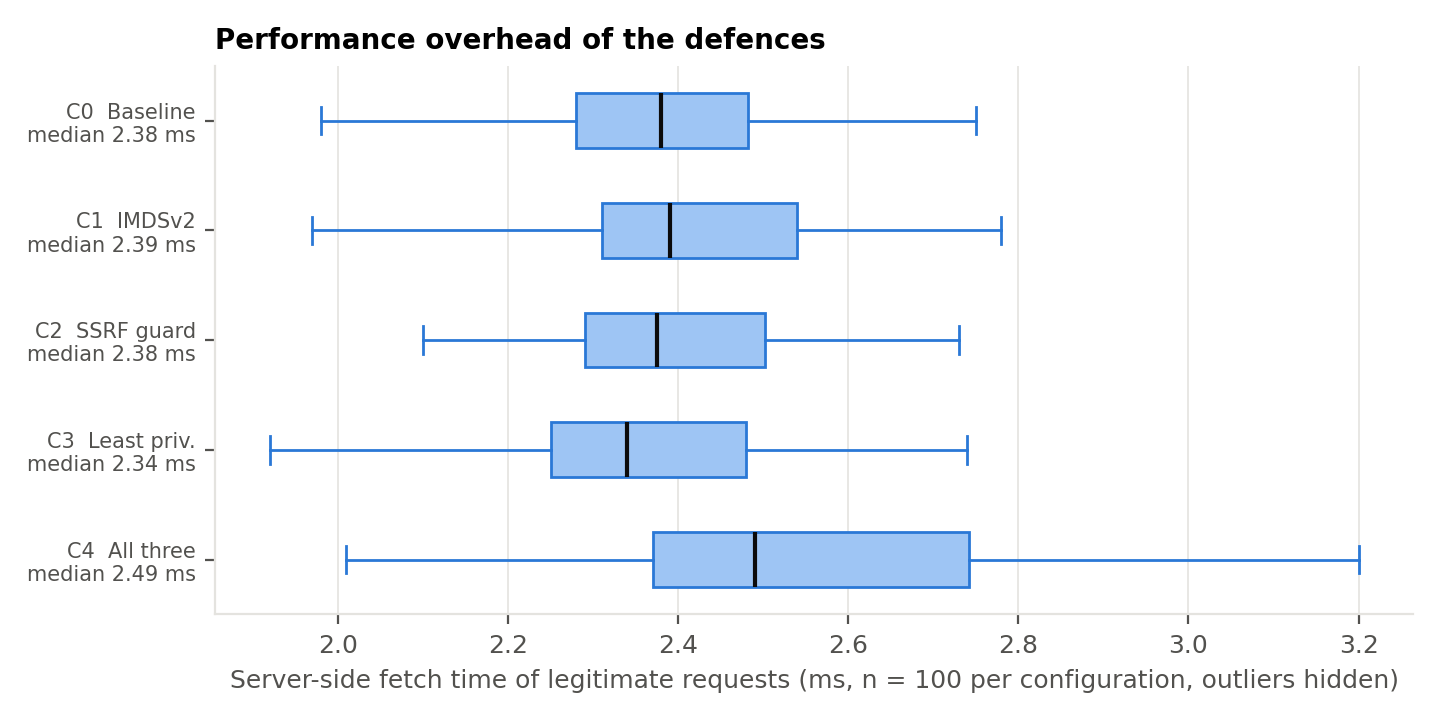 Performance overhead of the defences
C0  Baseline
median 2.38 ms
C1  IMDSv2
median 2.39 ms
C2  SSRF guard
median 2.38 ms
C3  Least priv.
median 2.34 ms
C4  All three
median 2.49 ms
2.0 2.2 2.4 2.6 2.8 3.0 3.2
Server-side fetch time of legitimate requests (ms, n = 100 per configuration, outliers hidden)